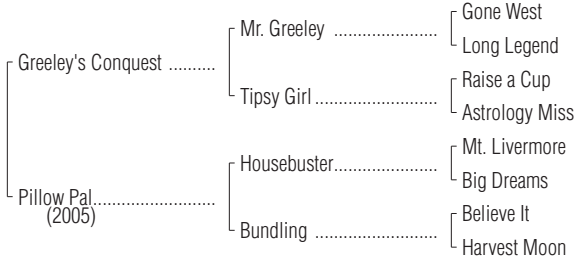 Gone West
Mr. Greeley ....................
Long Legend
Greeley's Conquest ..........
Raise a Cup
Tipsy Girl ........................
Astrology Miss
Mt. Livermore
Housebuster....................
Big Dreams
Pillow Pal........................
(2005)
Believe It
Bundling ........................
Harvest Moon